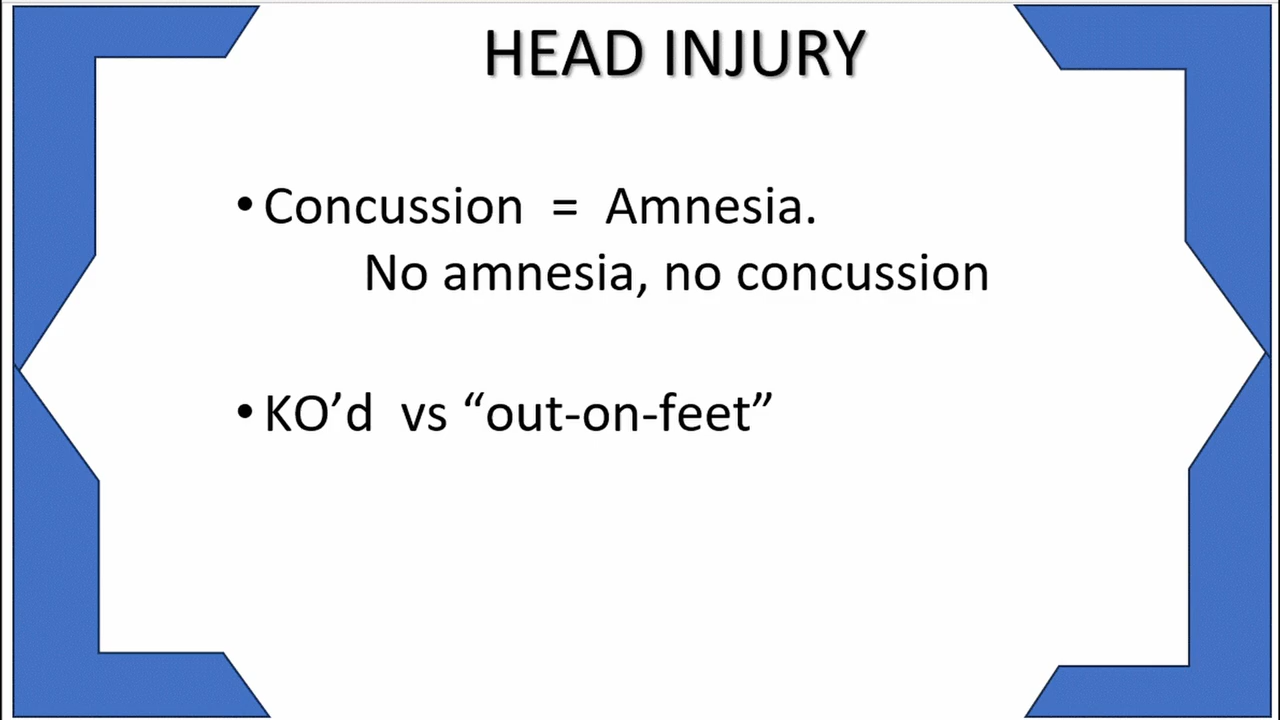 HEAD INJURY
• Concussion = Amnesia.
No amnesia, no concussion
• KO’d vs “out-on-feet”